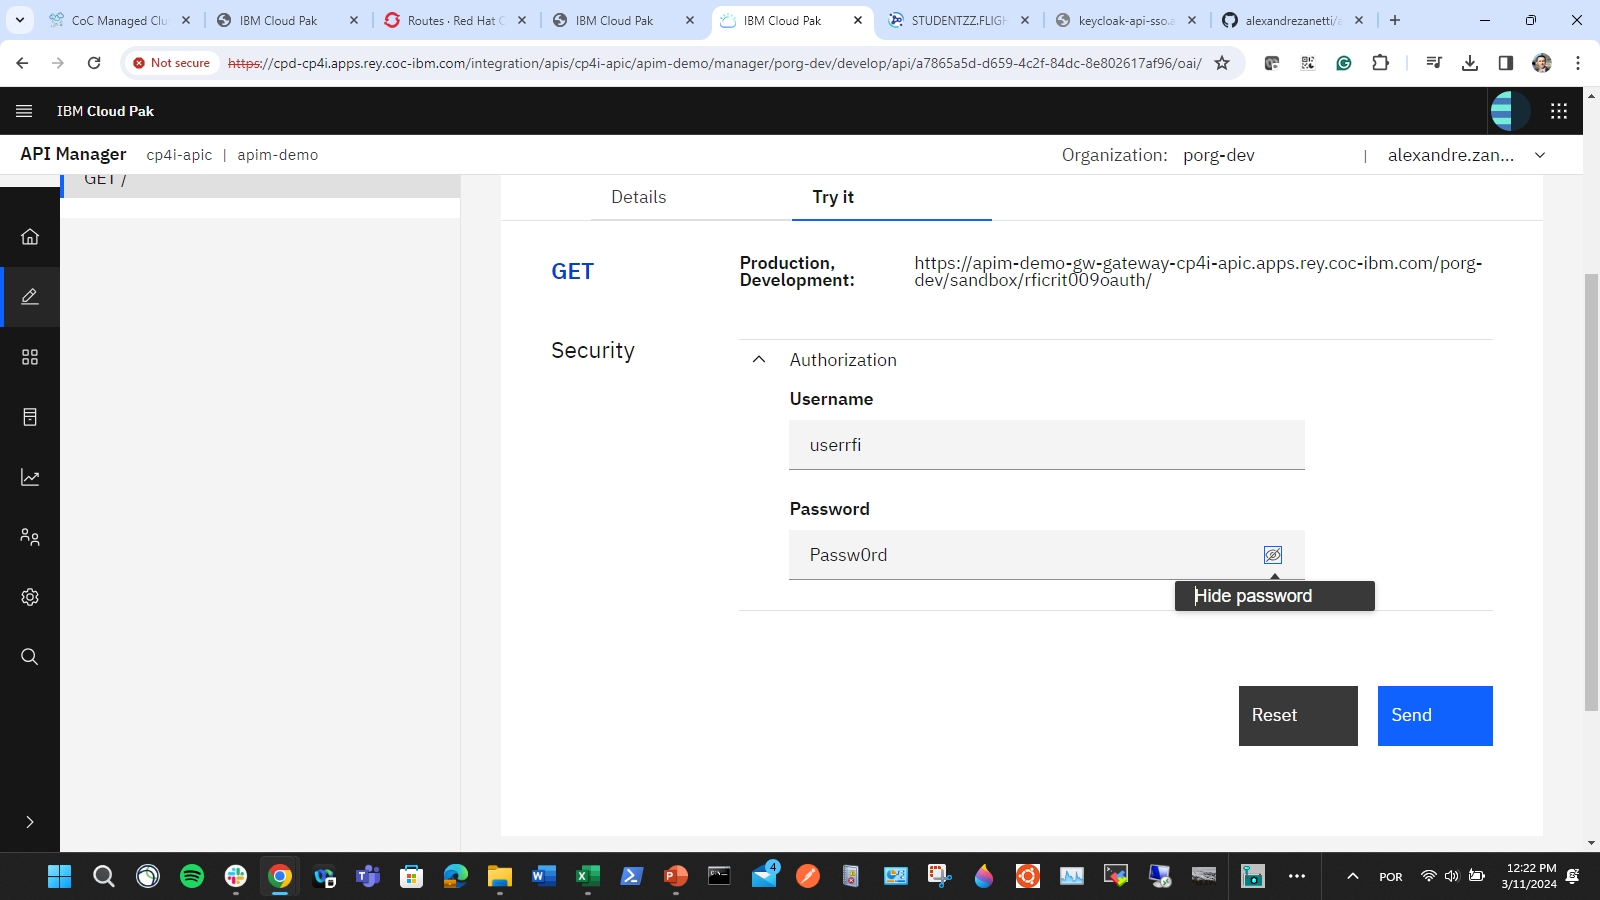 CoC Managed Clu
IBM Cloud Pak
Routes · Red Hat C
IBM Cloud Pak
IBM Cloud Pak
STUDENTZZ.FLIGH
keycloak-api-sso.a
alexandrezanetti/a
Not secure
https://cpd-cp4i.apps.rey.coc-ibm.com/integration/apis/cp4i-apic/apim-demo/manager/porg-dev/develop/api/a7865a5d-d659-4c2f-84dc-8e802617af96/oai/
IBM Cloud Pak
API Manager cp4i-apic | apim-demo
Organization: porg-dev | alexandre.zan...
GET /
Details
Try it
GET
Production, Development:
https://apim-demo-gw-gateway-cp4i-apic.apps.rey.coc-ibm.com/porg-
dev/sandbox/rficrit009oauth/
Security
Authorization
Username
userrfi
Password
Passw0rd
Hide password
Reset
Send
4
POR
12:22 PM
3/11/2024